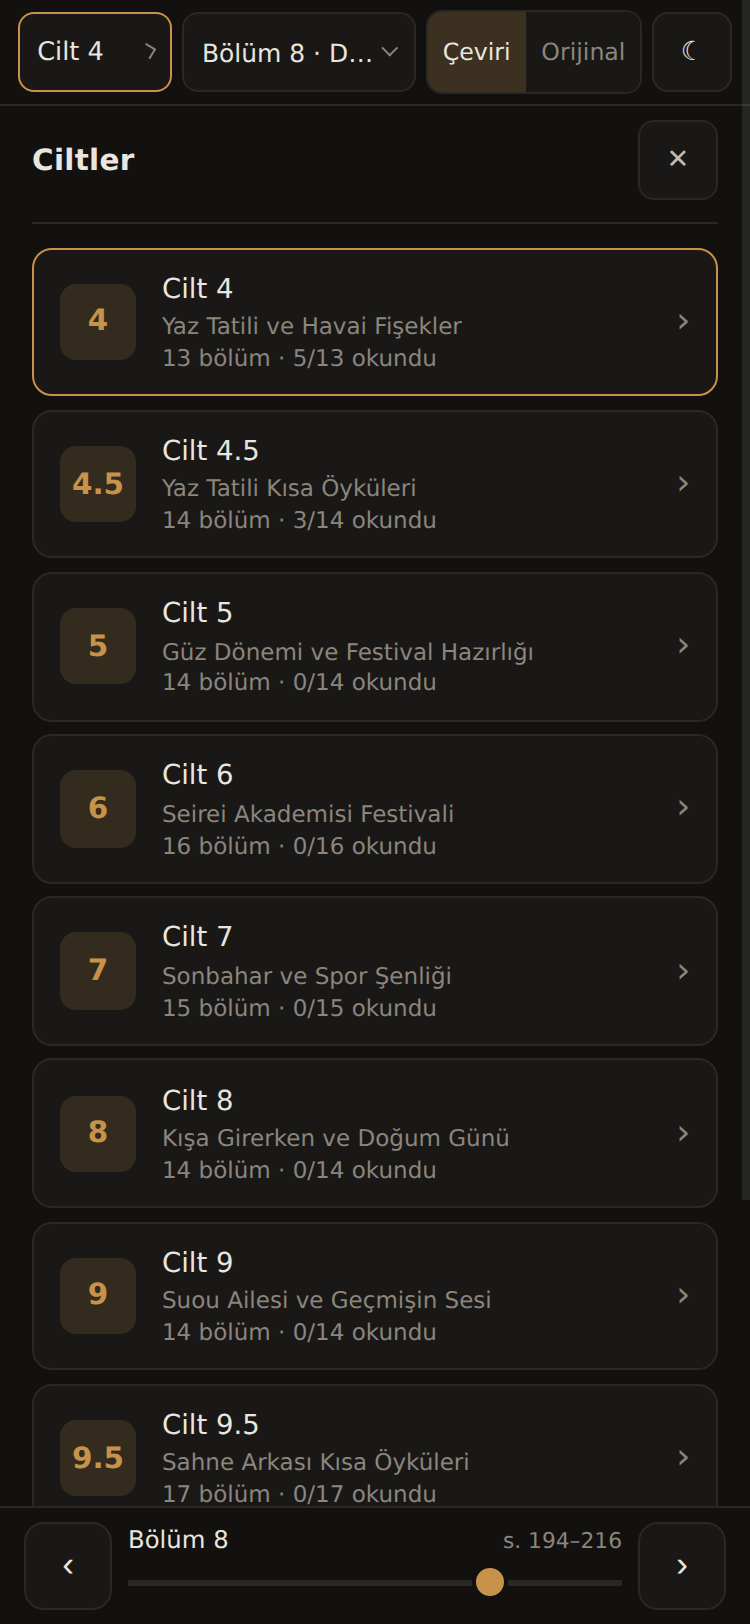 Cilt 4
Bölüm 8 · D...
Çeviri
Orijinal
Ciltler
4
Cilt 4
Yaz Tatili ve Havai Fişekler
13 bölüm · 5/13 okundu
4.5
Cilt 4.5
Yaz Tatili Kısa Öyküleri
14 bölüm · 3/14 okundu
5
Cilt 5
Güz Dönemi ve Festival Hazırlığı
14 bölüm · 0/14 okundu
6
Cilt 6
Seirei Akademisi Festivali
16 bölüm · 0/16 okundu
7
Cilt 7
Sonbahar ve Spor Şenliği
15 bölüm · 0/15 okundu
8
Cilt 8
Kışa Girerken ve Doğum Günü
14 bölüm · 0/14 okundu
9
Cilt 9
Suou Ailesi ve Geçmişin Sesi
14 bölüm · 0/14 okundu
9.5
Cilt 9.5
Sahne Arkası Kısa Öyküleri
17 bölüm · 0/17 okundu
Bölüm 8
s. 194–216